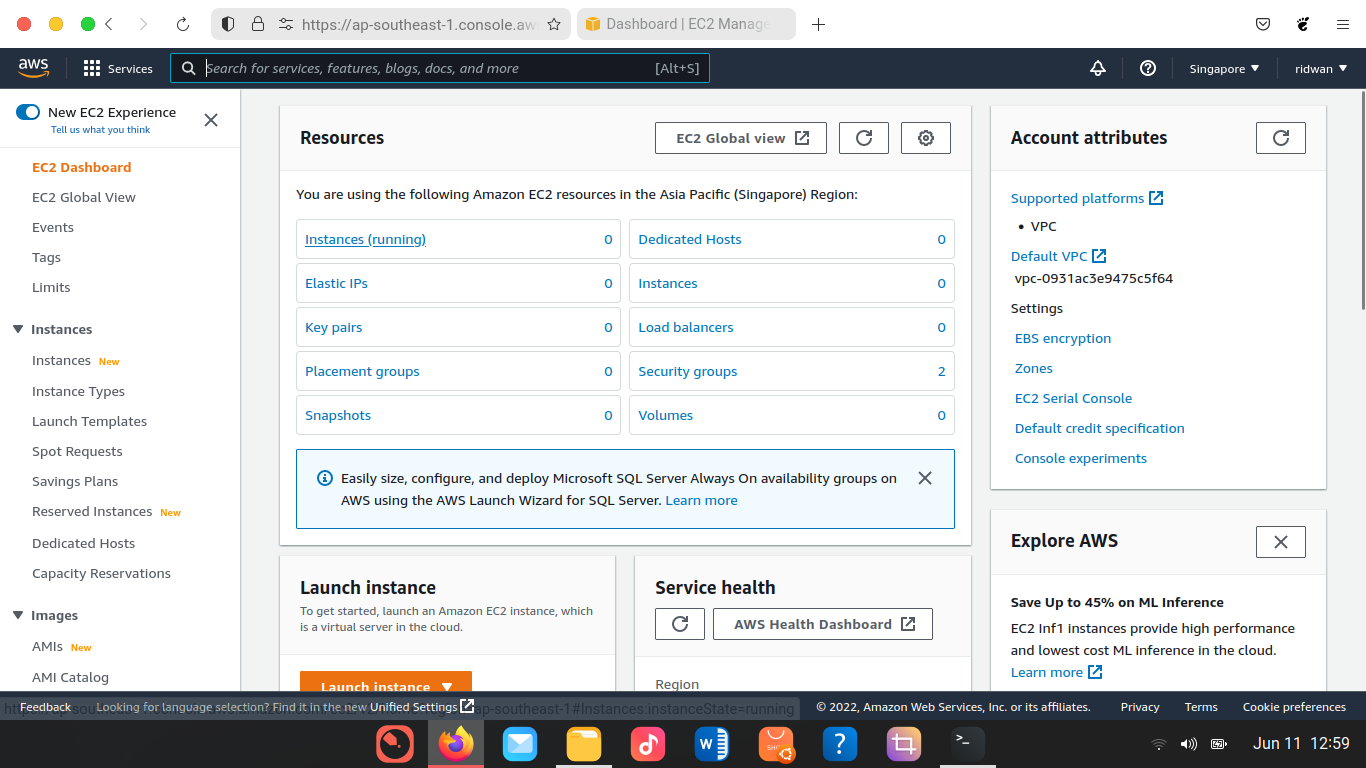 https://ap-southeast-1.console.aw
Dashboard | EC2 Manage
aws
Services
Search for services, features, blogs, docs, and more
[Alt+S]
Singapore
ridwan
New EC2 Experience
Tell us what you think
EC2 Dashboard
EC2 Global View
Events
Tags
Limits
Instances
Instances New
Instance Types
Launch Templates
Spot Requests
Savings Plans
Reserved Instances New
Dedicated Hosts
Capacity Reservations
Images
AMIs New
AMI Catalog
Resources
EC2 Global view
You are using the following Amazon EC2 resources in the Asia Pacific (Singapore) Region:
Instances (running) 0
Dedicated Hosts 0
Elastic IPs 0
Instances 0
Key pairs 0
Load balancers 0
Placement groups 0
Security groups 2
Snapshots 0
Volumes 0
Easily size, configure, and deploy Microsoft SQL Server Always On availability groups on
AWS using the AWS Launch Wizard for SQL Server. Learn more
Launch instance
To get started, launch an Amazon EC2 instance, which
is a virtual server in the cloud.
Launch instance
Service health
AWS Health Dashboard
Region
Account attributes
Supported platforms
• VPC
Default VPC
vpc-0931ac3e9475c5f64
Settings
EBS encryption
Zones
EC2 Serial Console
Default credit specification
Console experiments
Explore AWS
Save Up to 45% on ML Inference
EC2 Inf1 instances provide high performance
and lowest cost ML inference in the cloud.
Learn more
Feedback
Looking for language selection? Find it in the new Unified Settings
ap-southeast-1#Instances:instanceState=running
© 2022, Amazon Web Services, Inc. or its affiliates.
Privacy
Terms
Cookie preferences
Jun 11 12:59